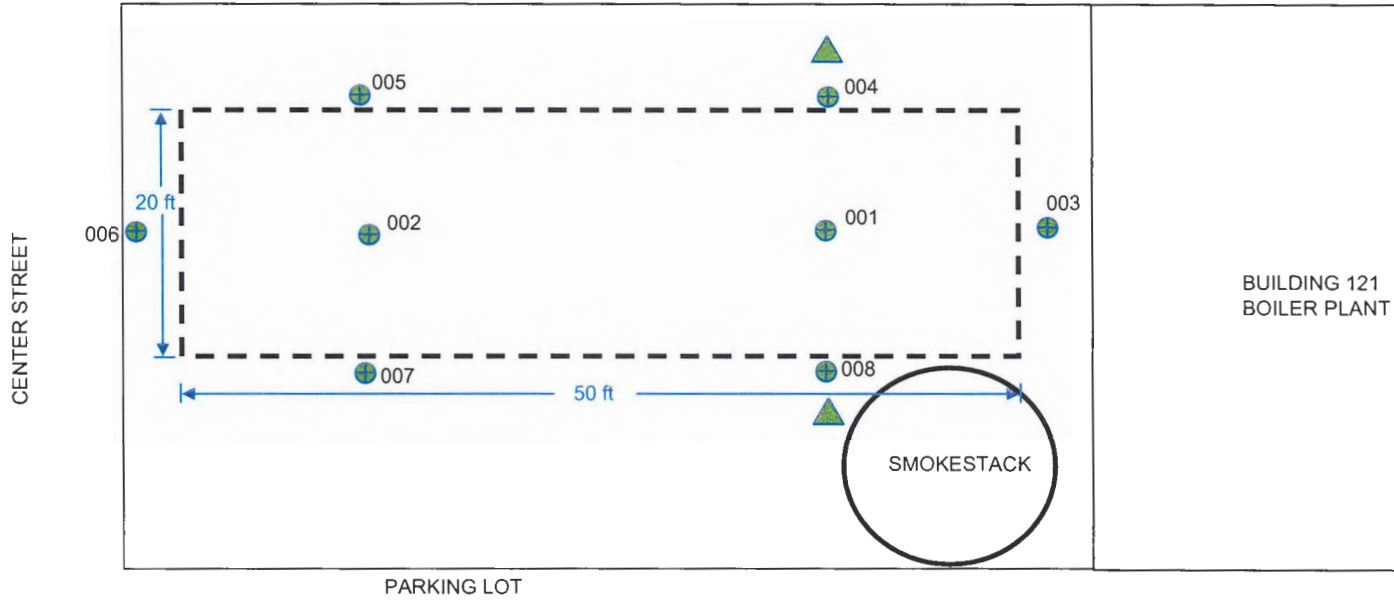 005
004
20 ft
006
002
001
003
CENTER STREET
BUILDING 121
BOILER PLANT
007
008
50 ft
SMOKESTACK
PARKING LOT